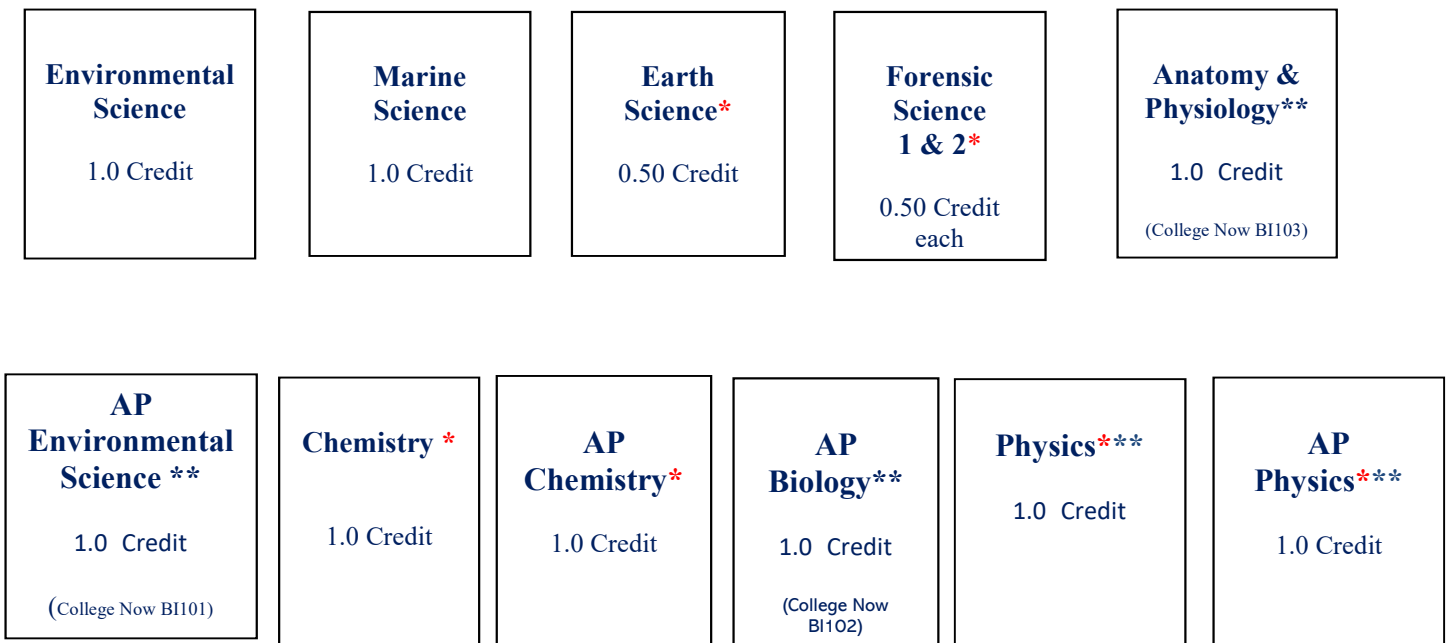 Environmental
Science
1.0 Credit
Marine
Science
1.0 Credit
Earth
Science*
0.50 Credit
Forensic
Science
1 & 2*
0.50 Credit
each
Anatomy &
Physiology**
1.0 Credit
(College Now BI103)
AP
Environmental
Science **
1.0 Credit
(College Now BI101)
Chemistry *
1.0 Credit
AP
Chemistry*
1.0 Credit
AP
Biology**
1.0 Credit
(College Now
BI102)
Physics***
1.0 Credit
AP
Physics***
1.0 Credit